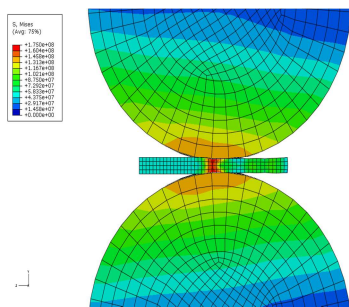 S, Mises
(Avg: 75%)
+1.750e+08
+1.604e+08
+1.458e+08
+1.313e+08
+1.167e+08
+1.021e+08
+8.750e+07
+7.292e+07
+5.833e+07
+4.375e+07
+2.917e+07
+1.458e+07
+0.000e+00